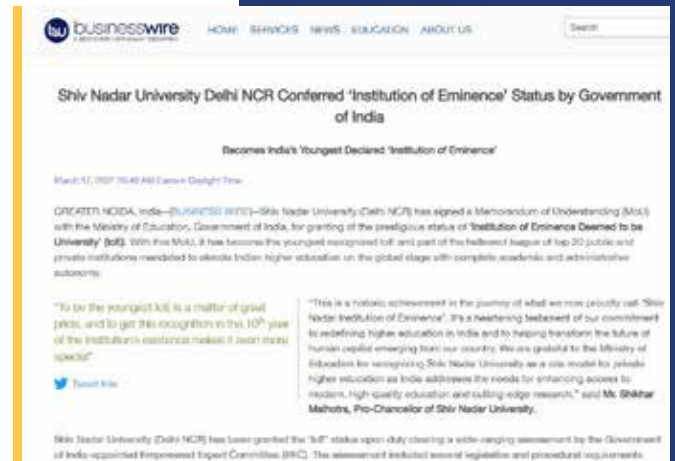 businesswire
HOME SERVICES NEWS EDUCATION ABOUT US
Search
Shiv Nadar University Delhi NCR Conferred 'Institution of Eminence' Status by Government
of India
Becomes India's Youngest Declared 'Institution of Eminence'
AM Eastern Daylight Time
GREATER NOIDA, India--(BUSINESS WIRE)--Shiv Nadar University (Delhi NCR) has signed a Memorandum of Understanding (MoU)
with the Ministry of Education, Government of India, for granting of the prestigious status of 'Institution of Eminence Deemed to be
University' (IoE). With this MoU, it has become the youngest recognized IoE and part of the hallowed league of top 20 public and
private institutions mandated to elevate Indian higher education on the global stage with complete academic and administrative
autonomy.
"To be the youngest IoE is a matter of great
pride, and to get this recognition in the 10th year
of the institution's existence makes it even more
special"
Tweet this
"This is a historic achievement in the journey of what we now proudly call 'Shiv
Nadar Institution of Eminence'. It's a heartening testament of our commitment
to redefining higher education in India and to helping transform the future of
human capital emerging from our country. We are grateful to the Ministry of
Education for recognizing Shiv Nadar University as a role model for private
higher education as India addresses the needs for enhancing access to
modern, high-quality education and cutting-edge research." said Mr. Shikhar
Malhotra, Pro-Chancellor of Shiv Nadar University.
Shiv Nadar University (Delhi NCR) has been granted the 'IoE' status upon duly clearing a wide-ranging assessment by the Government
of India-appointed Empowered Expert Committee (EEC). The assessment included several legislative and procedural requirements